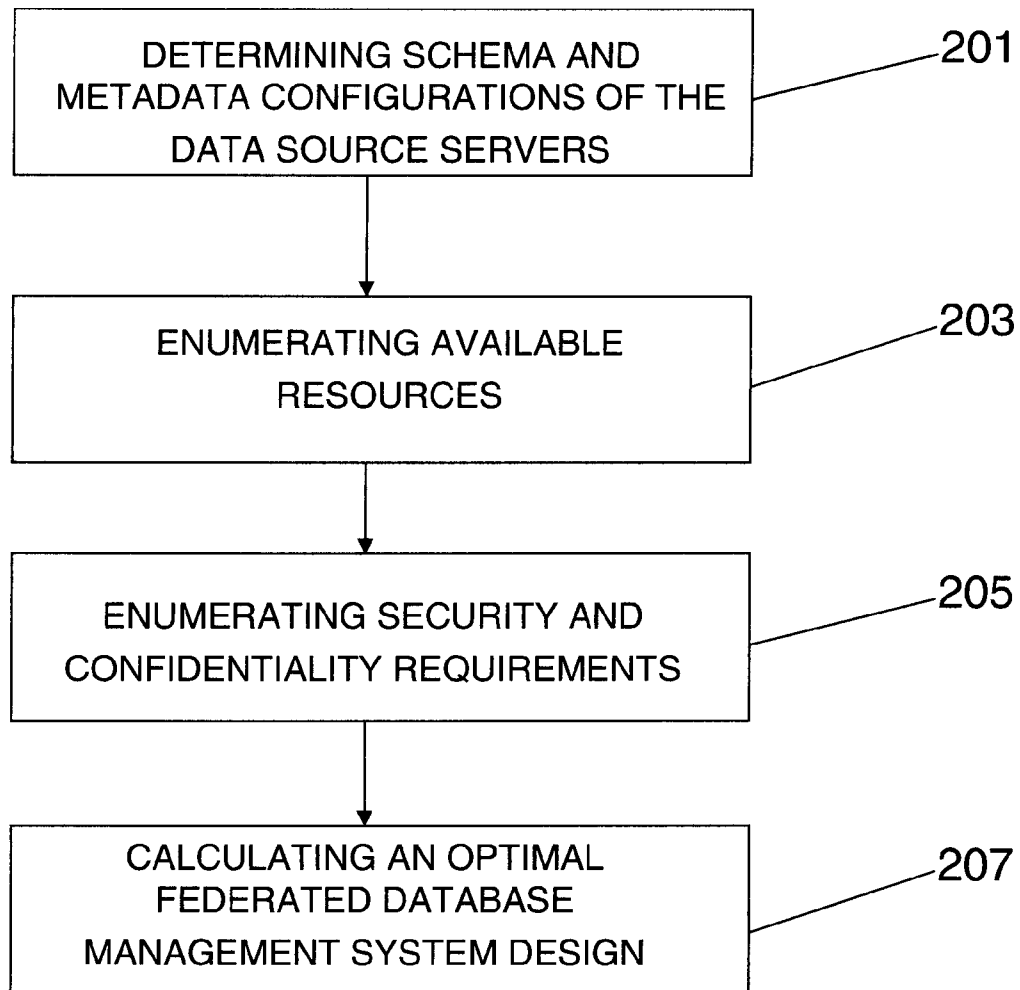 DETERMINING SCHEMA AND
METADATA CONFIGURATIONS OF THE
DATA SOURCE SERVERS
201
ENUMERATING AVAILABLE
RESOURCES
203
ENUMERATING SECURITY AND
CONFIDENTIALITY REQUIREMENTS
205
CALCULATING AN OPTIMAL
FEDERATED DATABASE
MANAGEMENT SYSTEM DESIGN
207